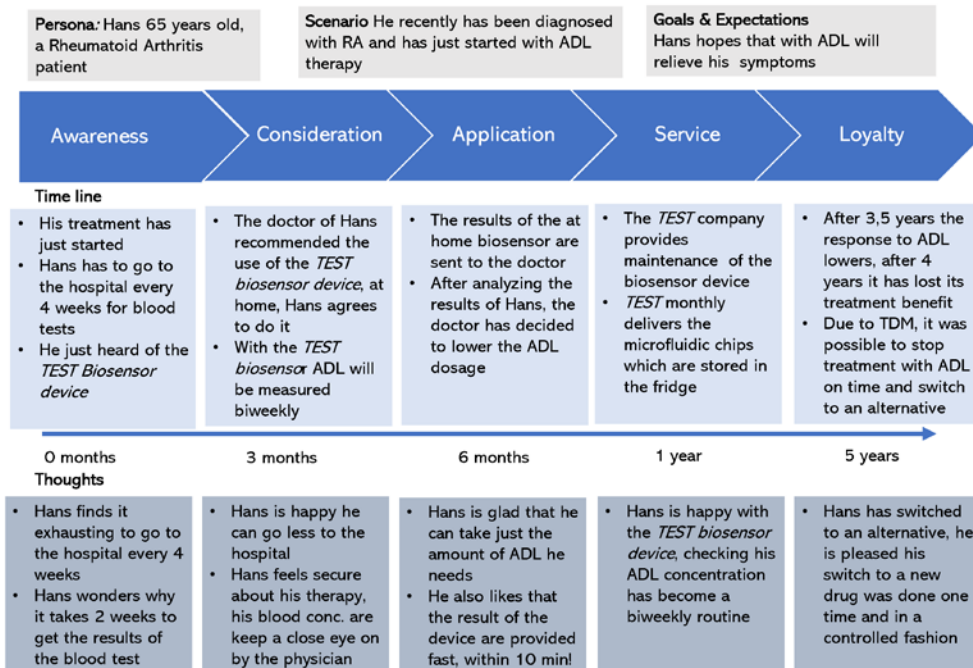 Persona: Hans 65 years old,
a Rheumatoid Arthritis
patient
Scenario He recently has been diagnosed
with RA and has just started with ADL
therapy
Goals & Expectations
Hans hopes that with ADL will
relieve his symptoms
Awareness
Consideration
Application
Service
Loyalty
Time line
• His treatment has
just started
• Hans has to go to
the hospital every
4 weeks for blood
tests
• He just heard of the
TEST Biosensor
device
• The doctor of Hans
recommended the
use of the TEST
biosensor device, at
home, Hans agrees
to do it
• With the TEST
biosensor ADL will
be measured
biweekly
• The results of the at
home biosensor are
sent to the doctor
• After analyzing the
results of Hans, the
doctor has decided
to lower the ADL
dosage
• The TEST company
provides
maintenance of the
biosensor device
• TEST monthly
delivers the
microfluidic chips
which are stored in
the fridge
• After 3,5 years the
response to ADL
lowers, after 4
years it has lost its
treatment benefit
• Due to TDM, it was
possible to stop
treatment with ADL
on time and switch
to an alternative
0 months
3 months
6 months
1 year
5 years
Thoughts
• Hans finds it
exhausting to go to
the hospital every 4
weeks
• Hans wonders why
it takes 2 weeks to
get the results of
the blood test
• Hans is happy he
can go less to the
hospital
• Hans feels secure
about his therapy,
his blood conc. are
keep a close eye on
by the physician
• Hans is glad that he
can take just the
amount of ADL he
needs
• He also likes that
the result of the
device are provided
fast, within 10 min!
• Hans is happy with
the TEST biosensor
device, checking his
ADL concentration
has become a
biweekly routine
• Hans has switched
to an alternative, he
is pleased his
switch to a new
drug was done one
time and in a
controlled fashion